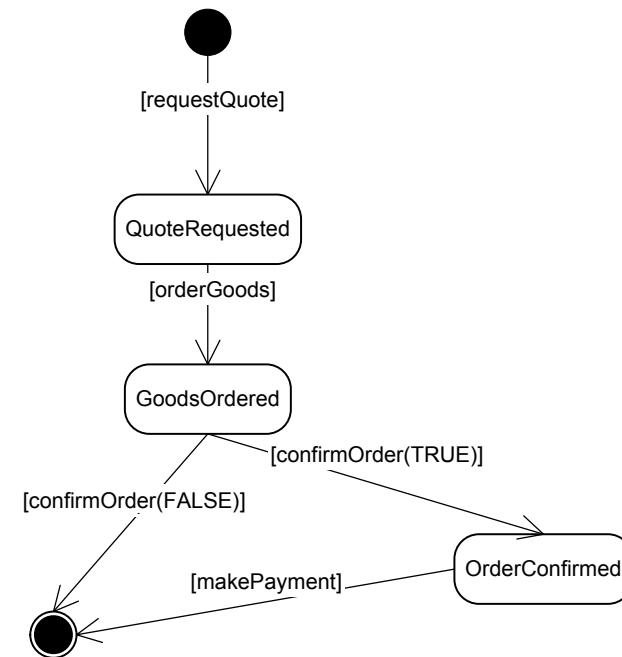 [requestQuote]
QuoteRequested
[orderGoods]
GoodsOrdered
[confirmOrder(TRUE)]
[confirmOrder(FALSE)]
OrderConfirmed
[makePayment]